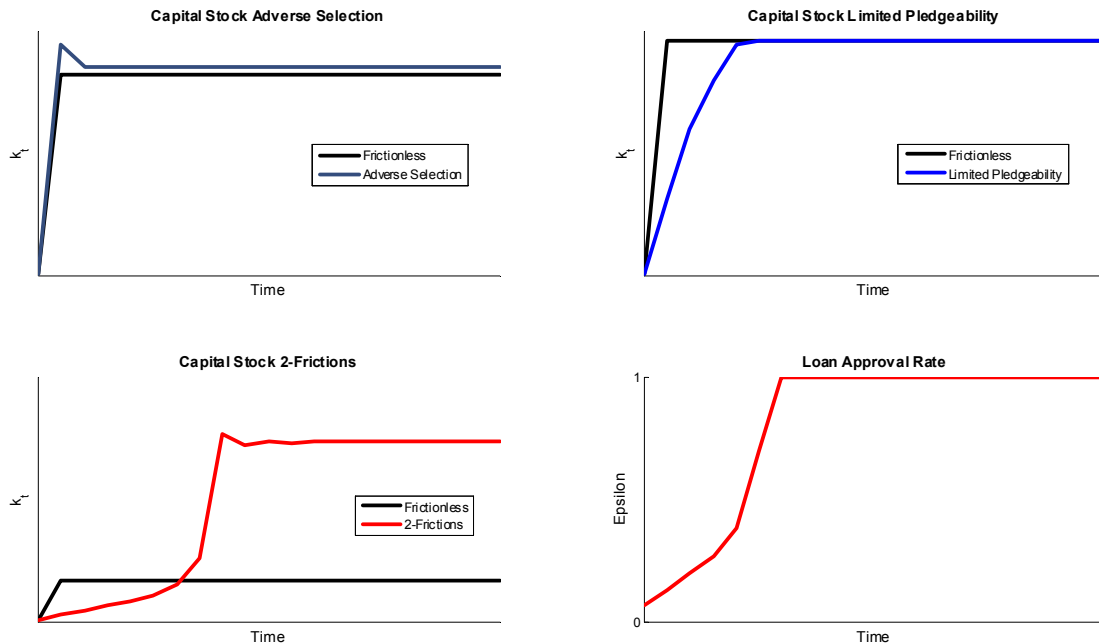 Capital Stock Adverse Selection
k_t
Frictionless
Adverse Selection
Time
Capital Stock Limited Pledgeability
k_t
Frictionless
Limited Pledgeability
Time
Capital Stock 2-Frictions
k_t
Frictionless
2-Frictions
Time
Loan Approval Rate
1
Epsilon
0
Time